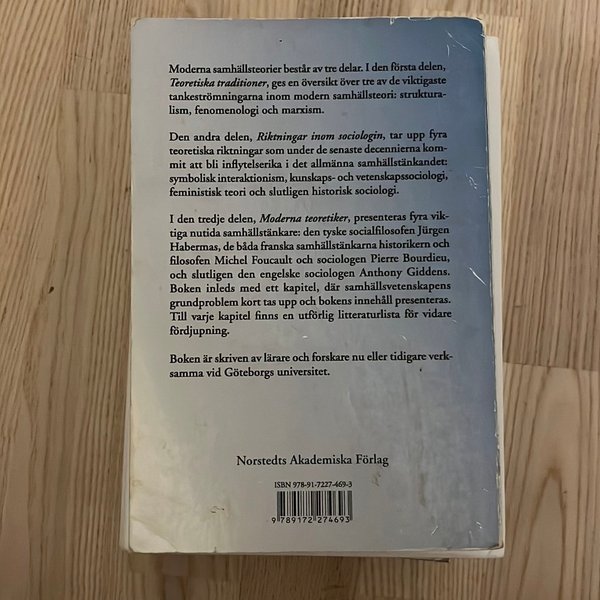 Moderna samhällsteorier består av tre delar. I den första delen,
Teoretiska traditioner, ges en översikt över tre av de viktigaste
tankeströmningarna inom modern samhällsteori: struktura-
lism, fenomenologi och marxism.
Den andra delen, Riktningar inom sociologin, tar upp fyra
teoretiska riktningar som under de senaste decennierna kom-
mit att bli inflytelserika i det allmänna samhällstänkandet:
symbolisk interaktionism, kunskaps- och vetenskapssociologi,
feministisk teori och slutligen historisk sociologi.
I den tredje delen, Moderna teoretiker, presenteras fyra vik-
tiga nutida samhällstänkare: den tyske socialfilosofen Jürgen
Habermas, de båda franska samhällstänkarna historikern och
filosofen Michel Foucault och sociologen Pierre Bourdieu,
och slutligen den engelske sociologen Anthony Giddens.
Boken inleds med ett kapitel, där samhällsvetenskapens
grundproblem kort tas upp och bokens innehåll presenteras.
Till varje kapitel finns en utförlig litteraturlista för vidare
fördjupning.
Boken är skriven av lärare och forskare nu eller tidigare verk-
samma vid Göteborgs universitet.
Norstedts Akademiska Förlag
ISBN 978-91-7227-469-3
9 789172 274693